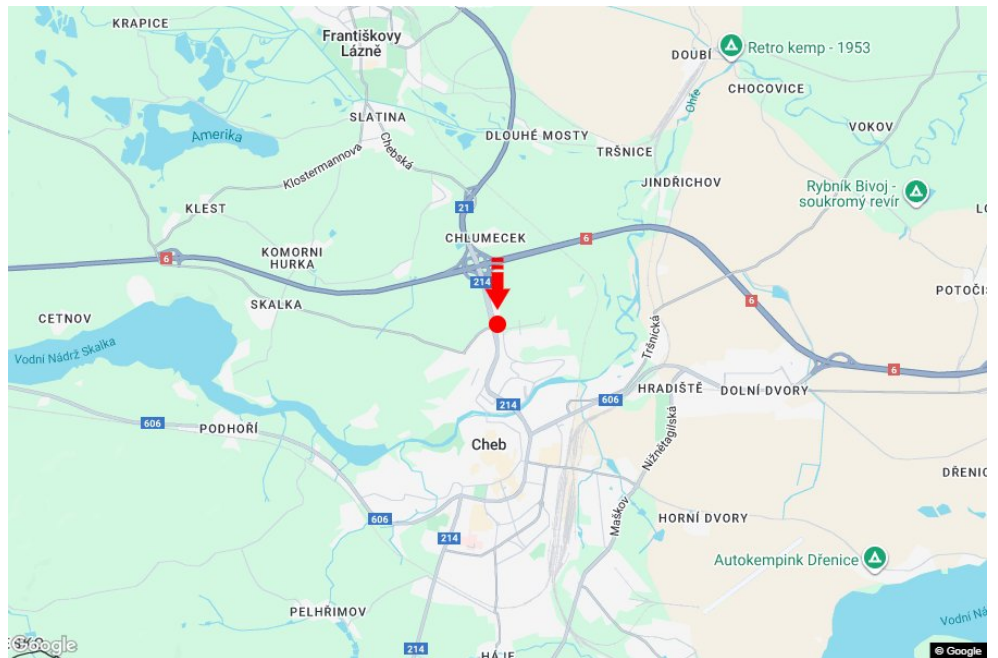 KRAPICE
Františkovy
Lázně
DOUBÍ
Retro kemp - 1953
CHOCOVICE
Ohře
SLATINA
Amerika
DLOUHÉ MOSTY
VOKOV
Chebská
TRŠNICE
Klostermannova
JINDŘICHOV
Rybník Bivoj -
soukromý revír
KLEST
21
CHLUMECEK
6
KOMORNI
HURKA
6
214
POTOČIŠ
SKALKA
6
CETNOV
Vodní Nádrž Skalka
Tršnická
6
HRADIŠTĚ
DOLNÍ DVORY
214
606
606
PODHOŘÍ
Cheb
Nižnětagilská
DŘENIC
606
Maškov
HORNÍ DVORY
214
Autokempink Dřenice
PELHŘIMOV
Vodní
Google
HÁJE
© Google